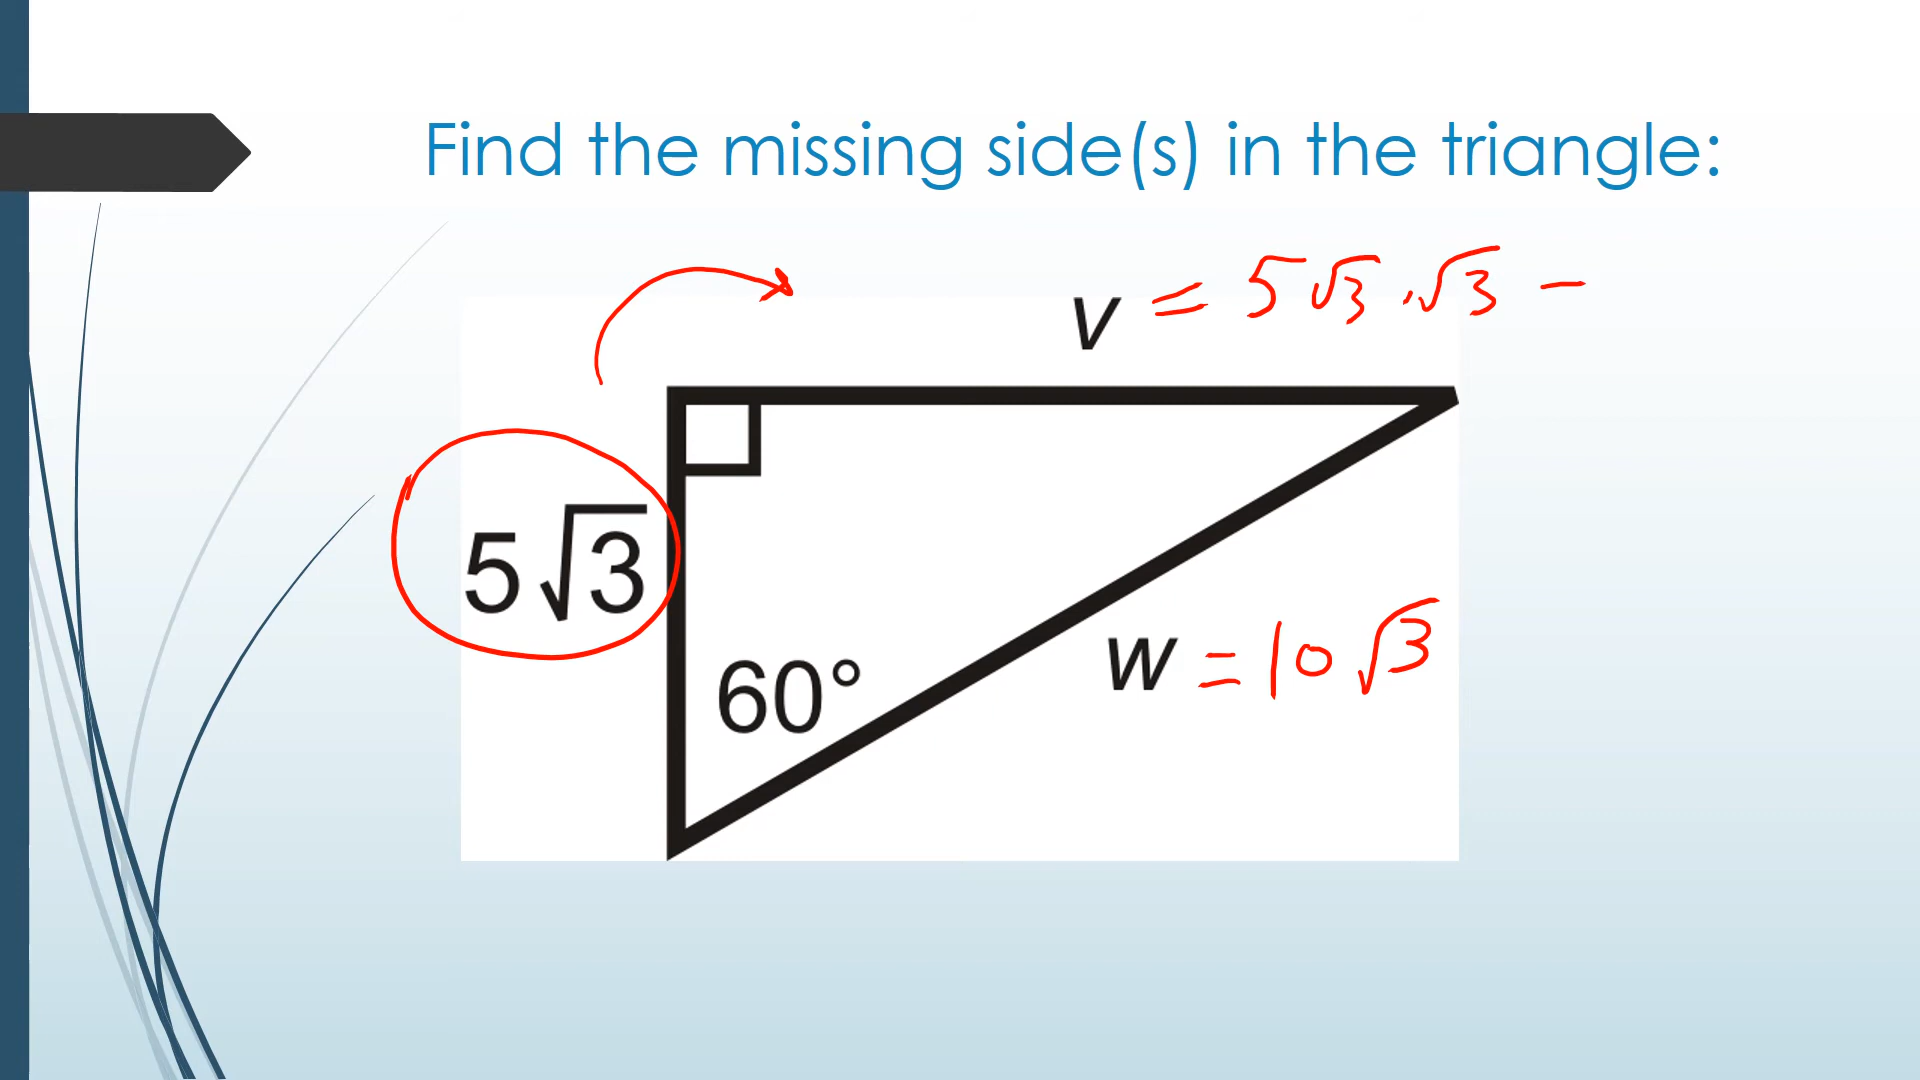 Find the missing side(s) in the triangle:
v = 5√3 · √3 –
5√3
60°
w = 10√3